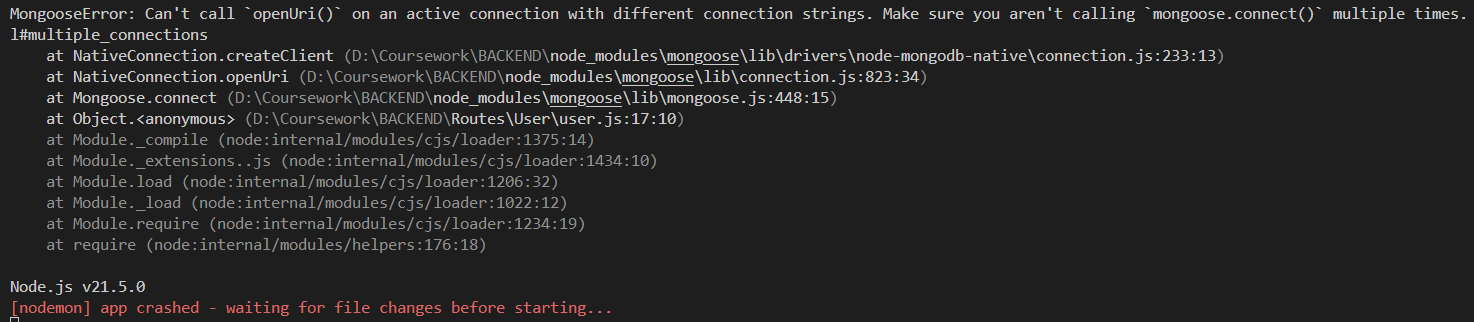 MongooseError: Can't call `openUri()` on an active connection with different connection strings. Make sure you aren't calling `mongoose.connect()` multiple times.
l#multiple_connections
    at NativeConnection.createClient (D:\Coursework\BACKEND\node_modules\mongoose\lib\drivers\node-mongodb-native\connection.js:233:13)
    at NativeConnection.openUri (D:\Coursework\BACKEND\node_modules\mongoose\lib\connection.js:823:34)
    at Mongoose.connect (D:\Coursework\BACKEND\node_modules\mongoose\lib\mongoose.js:448:15)
    at Object.<anonymous> (D:\Coursework\BACKEND\Routes\User\user.js:17:10)
    at Module._compile (node:internal/modules/cjs/loader:1375:14)
    at Module._extensions..js (node:internal/modules/cjs/loader:1434:10)
    at Module.load (node:internal/modules/cjs/loader:1206:32)
    at Module._load (node:internal/modules/cjs/loader:1022:12)
    at Module.require (node:internal/modules/cjs/loader:1234:19)
    at require (node:internal/modules/helpers:176:18)
Node.js v21.5.0
[nodemon] app crashed - waiting for file changes before starting...